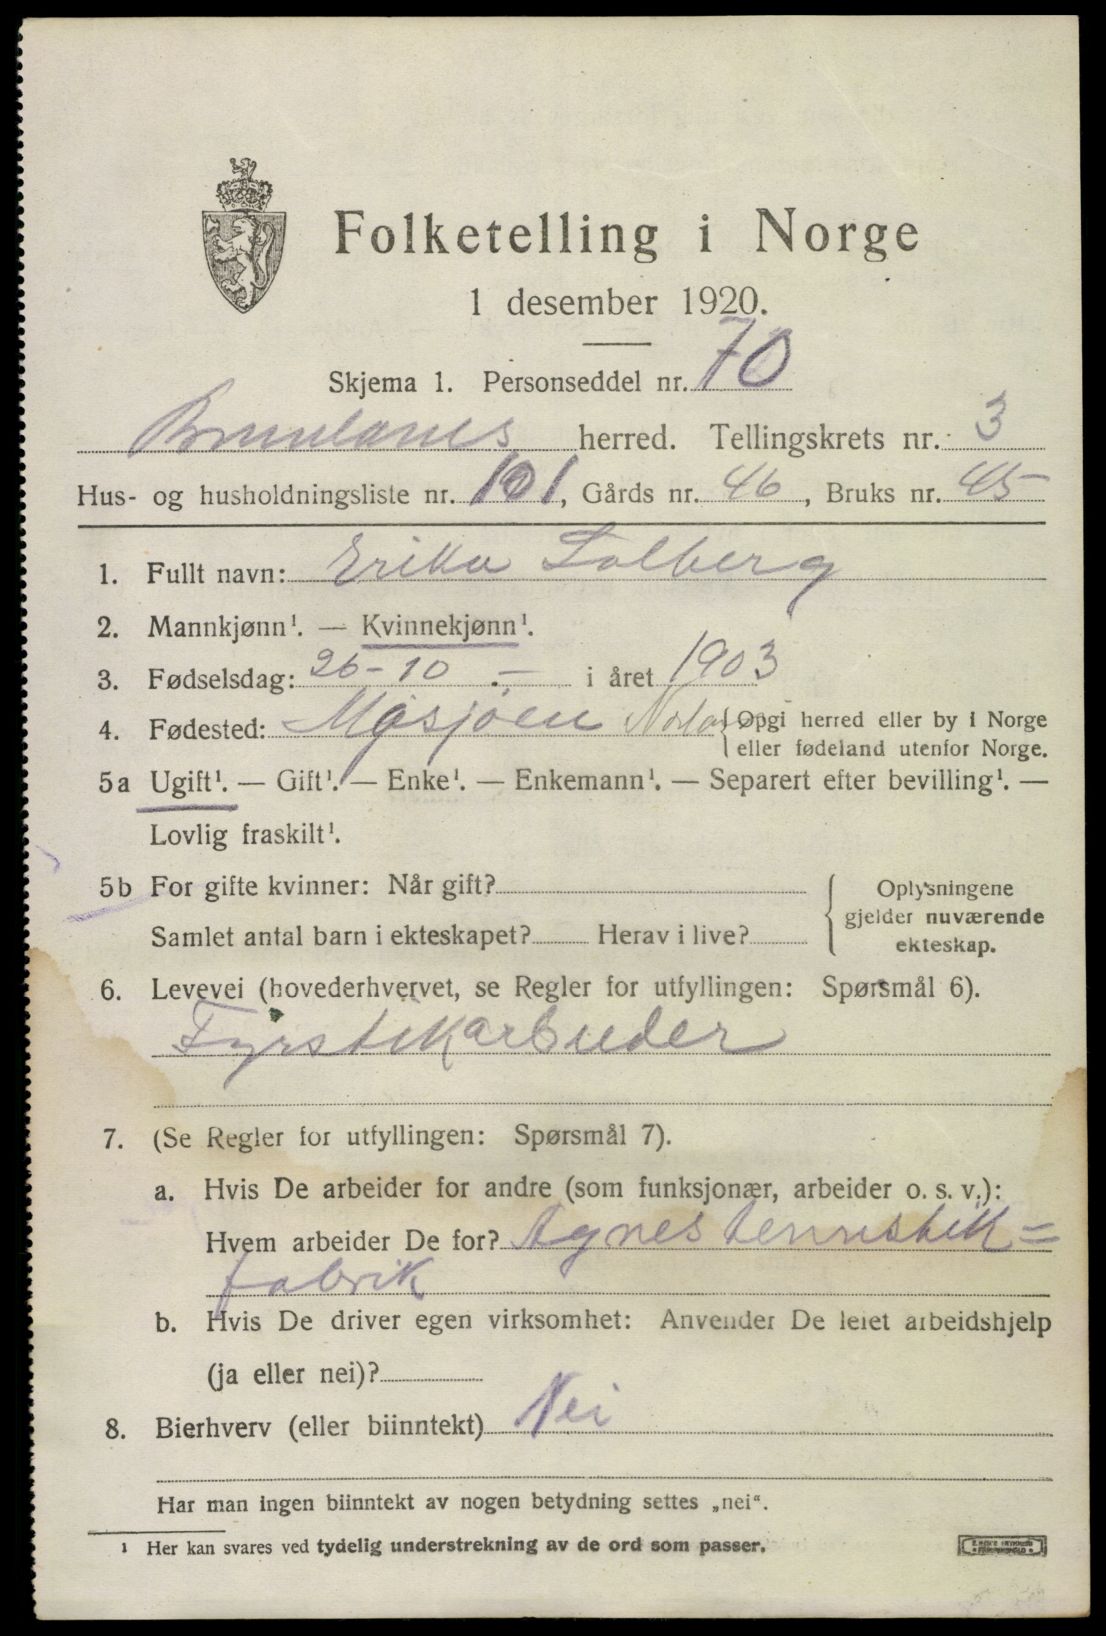 Folketelling i Norge
1 desember 1920.
Skjema 1. Personseddel nr. 70
Brunlanes herred. Tellingskrets nr. 3
Hus- og husholdningsliste nr. 101, Gårds nr. 46, Bruks nr. 45
1. Fullt navn: Erika Solberg
2. Mannkjønn¹. — Kvinnekjønn¹.
3. Fødselsdag: 26-10 .- i året 1903
4. Fødested: Mosjøen { Opgi herred eller by i Norge
eller fødeland utenfor Norge.
5a Ugift¹. — Gift¹. — Enke¹. — Enkemann¹. — Separert efter bevilling¹. —
Lovlig fraskilt¹.
5b For gifte kvinner: Når gift? { Oplysningene
gjelder nuværende
Samlet antal barn i ekteskapet? Herav i live? ekteskap.
6. Levevei (hovederhvervet, se Regler for utfyllingen: Spørsmål 6).
Fyrstikarbeider
7. (Se Regler for utfyllingen: Spørsmål 7).
a. Hvis De arbeider for andre (som funksjonær, arbeider o. s. v.):
Hvem arbeider De for? Agnes tennstik=
fabrik
b. Hvis De driver egen virksomhet: Anvender De leiet arbeidshjelp
(ja eller nei)?
8. Bierhverv (eller biinntekt) Nei
Har man ingen biinntekt av nogen betydning settes „nei“.
¹ Her kan svares ved tydelig understrekning av de ord som passer.